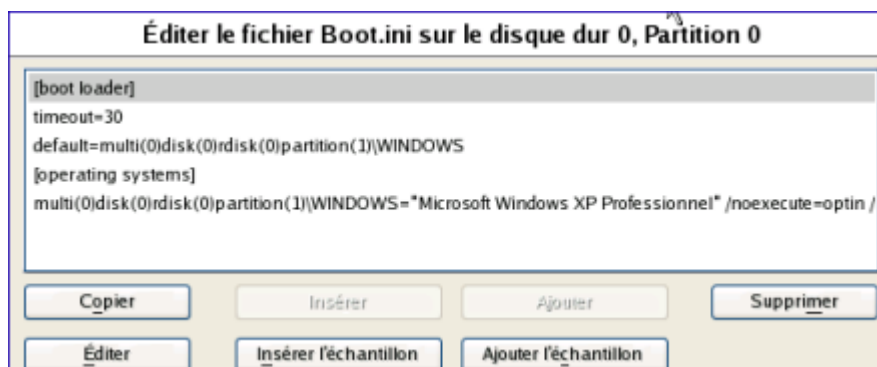 Éditer le fichier Boot.ini sur le disque dur 0, Partition 0
[boot loader]
timeout=30
default=multi(0)disk(0)rdisk(0)partition(1)\WINDOWS
[operating systems]
multi(0)disk(0)rdisk(0)partition(1)\WINDOWS="Microsoft Windows XP Professionnel" /noexecute=optin /
Copier Insérer Ajouter Supprimer
Éditer Insérer l'échantillon Ajouter l'échantillon